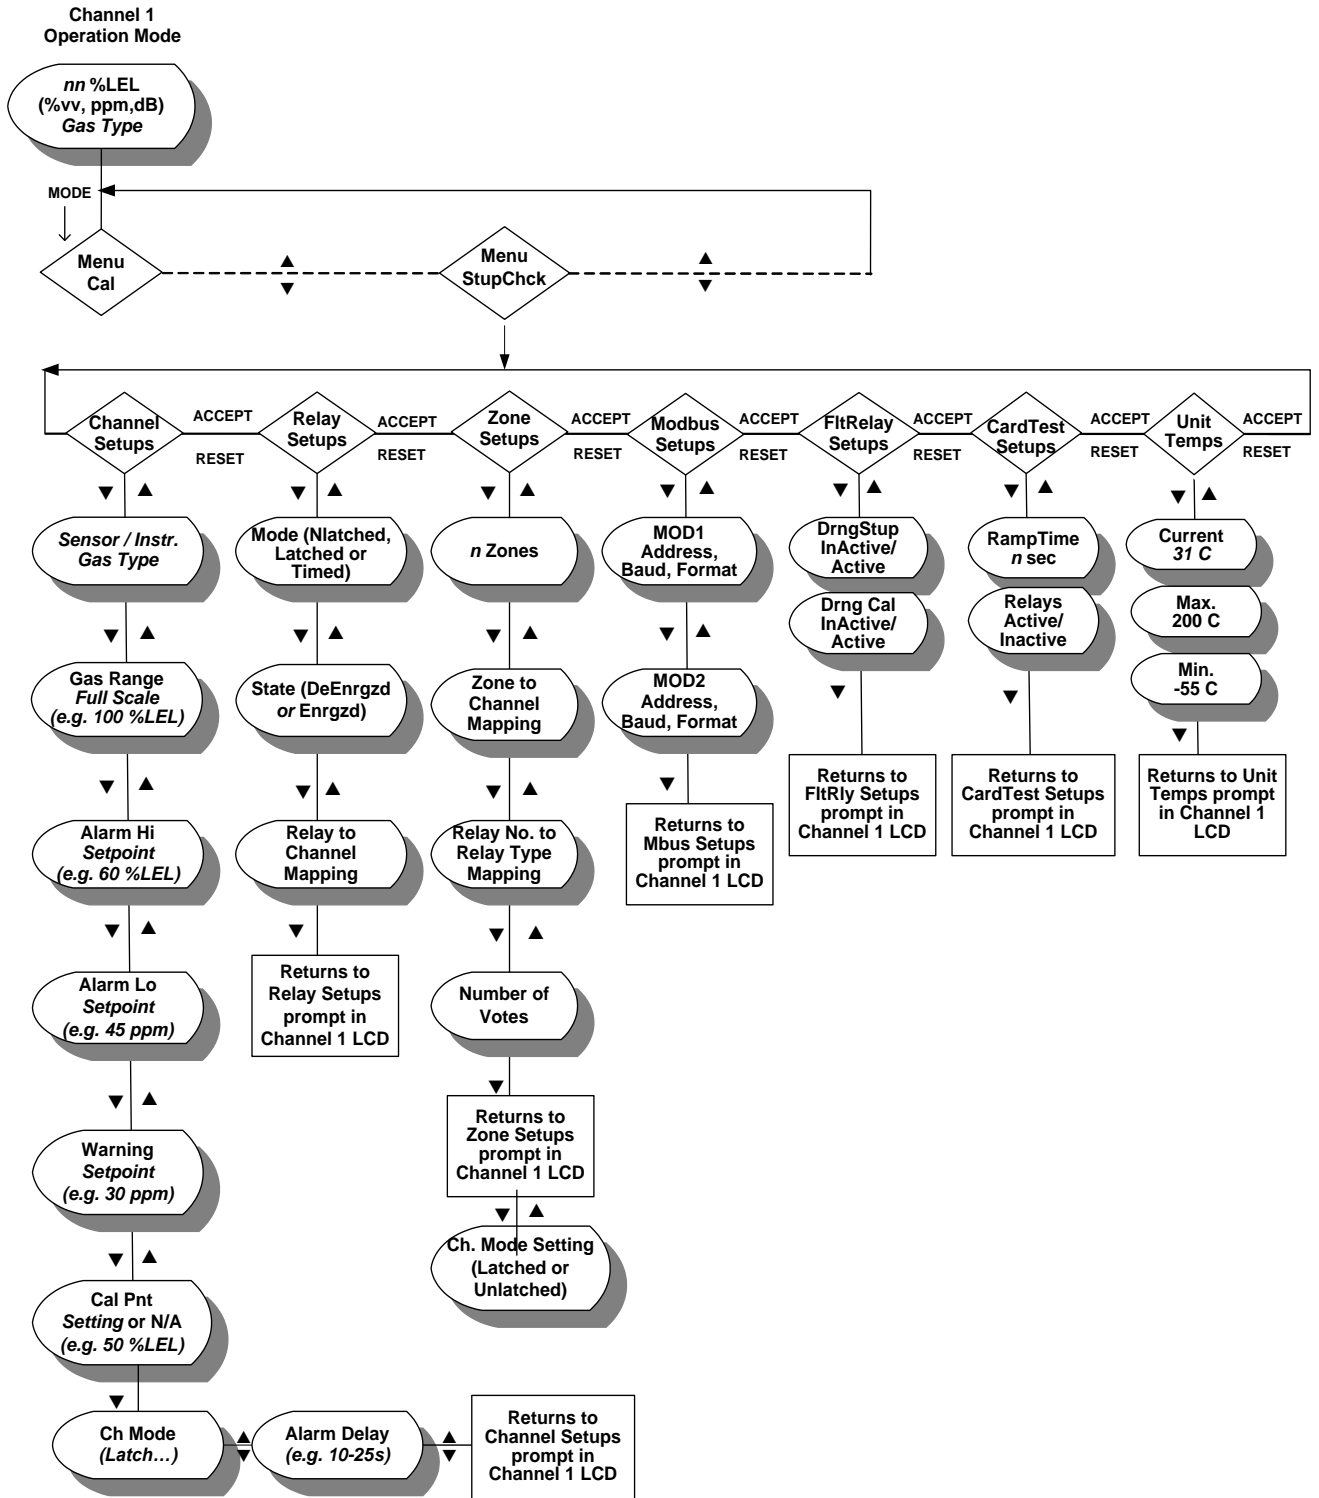 Channel 1
Operation Mode
nn %LEL
(%vv, ppm,dB)
Gas Type
MODE
Menu
Cal
Menu
StupChck
Channel
Setups
ACCEPT
RESET
Relay
Setups
ACCEPT
RESET
Zone
Setups
ACCEPT
RESET
Modbus
Setups
ACCEPT
RESET
FltRelay
Setups
ACCEPT
RESET
CardTest
Setups
ACCEPT
RESET
Unit
Temps
ACCEPT
RESET
Sensor / Instr.
Gas Type
Gas Range
Full Scale
(e.g. 100 %LEL)
Alarm Hi
Setpoint
(e.g. 60 %LEL)
Alarm Lo
Setpoint
(e.g. 45 ppm)
Warning
Setpoint
(e.g. 30 ppm)
Cal Pnt
Setting or N/A
(e.g. 50 %LEL)
Ch Mode
(Latch…)
Alarm Delay
(e.g. 10-25s)
Returns to
Channel Setups
prompt in
Channel 1 LCD
Mode (Nlatched,
Latched or
Timed)
State (DeEnrgzd
or Enrgzd)
Relay to
Channel
Mapping
Returns to
Relay Setups
prompt in
Channel 1 LCD
n Zones
Zone to
Channel
Mapping
Relay No. to
Relay Type
Mapping
Number of
Votes
Returns to
Zone Setups
prompt in
Channel 1 LCD
Ch. Mode Setting
(Latched or
Unlatched)
MOD1
Address,
Baud, Format
MOD2
Address,
Baud, Format
Returns to
Mbus Setups
prompt in
Channel 1 LCD
DrngStup
InActive/
Active
Drng Cal
InActive/
Active
Returns to
FltRly Setups
prompt in
Channel 1 LCD
RampTime
n sec
Relays
Active/
Inactive
Returns to
CardTest Setups
prompt in
Channel 1 LCD
Current
31 C
Max.
200 C
Min.
-55 C
Returns to Unit
Temps prompt
in Channel 1
LCD